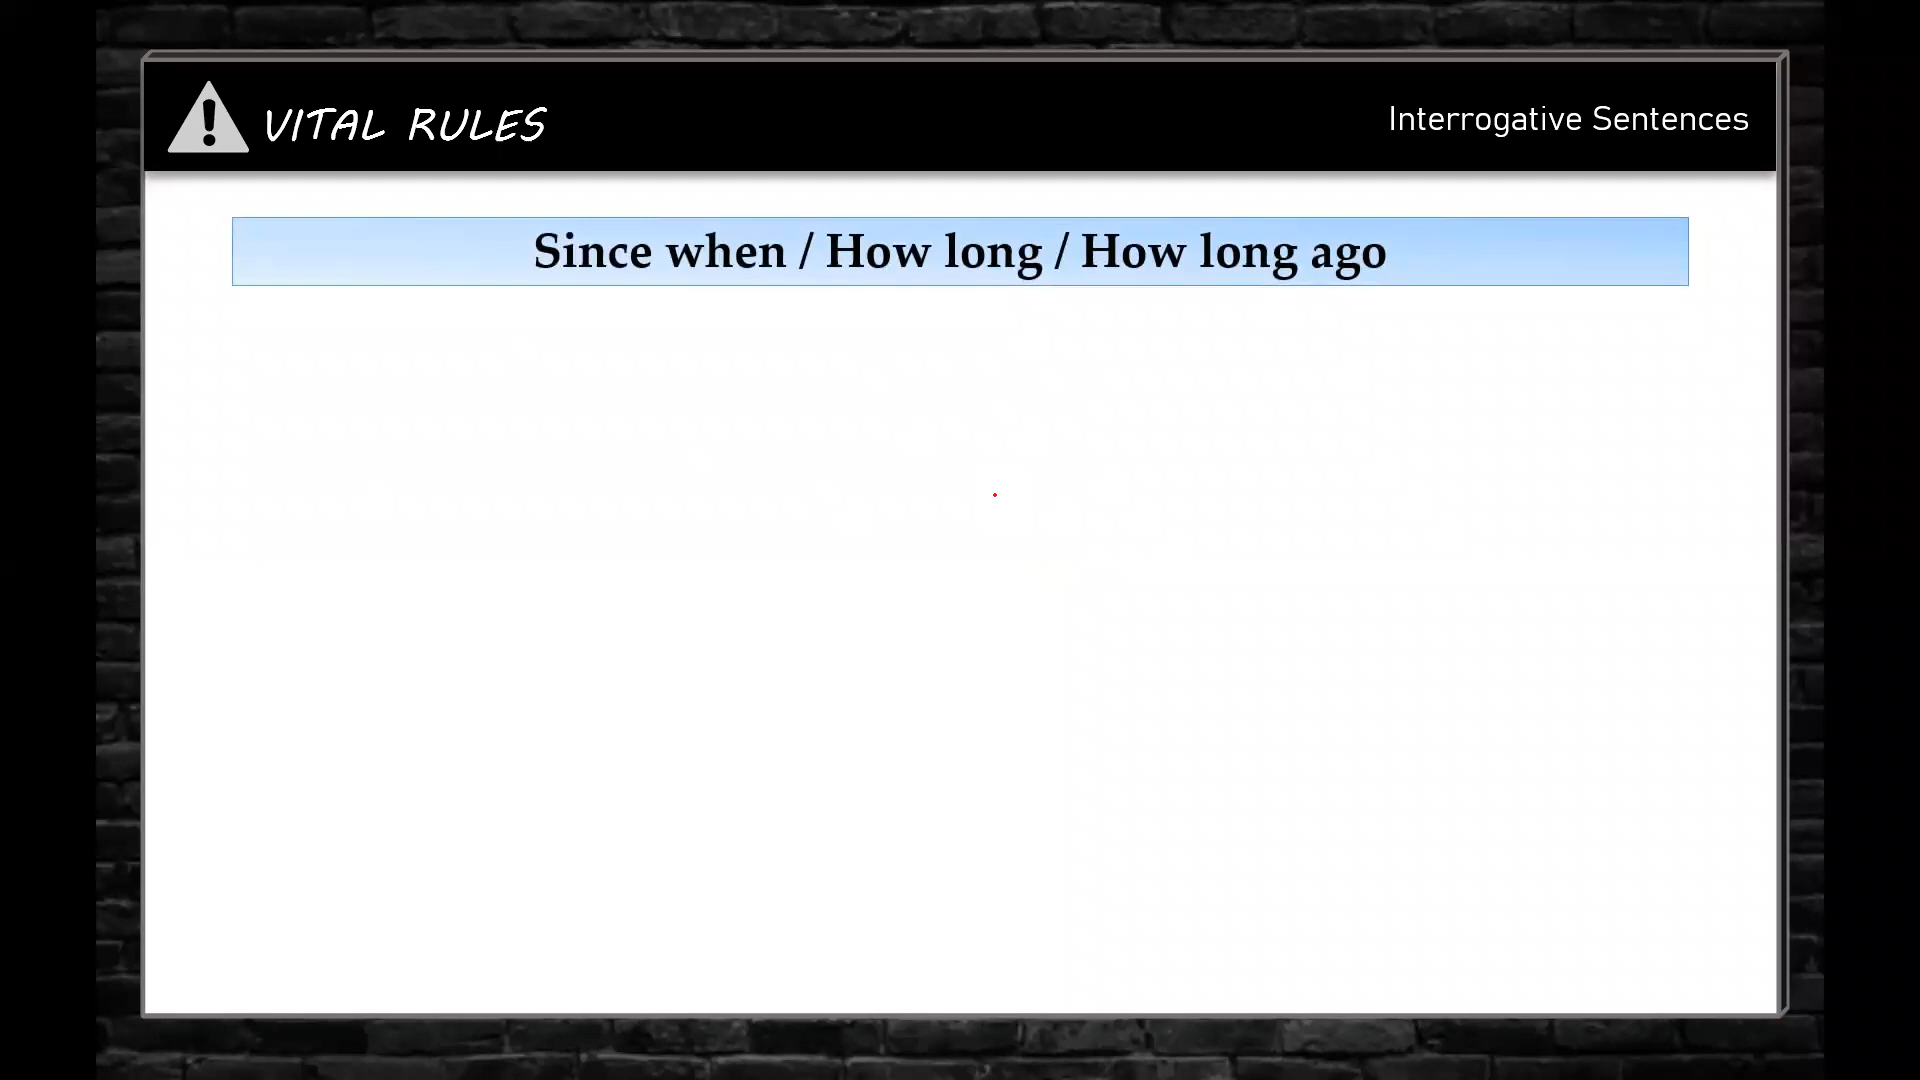 VITAL RULES
Interrogative Sentences
Since when / How long / How long ago